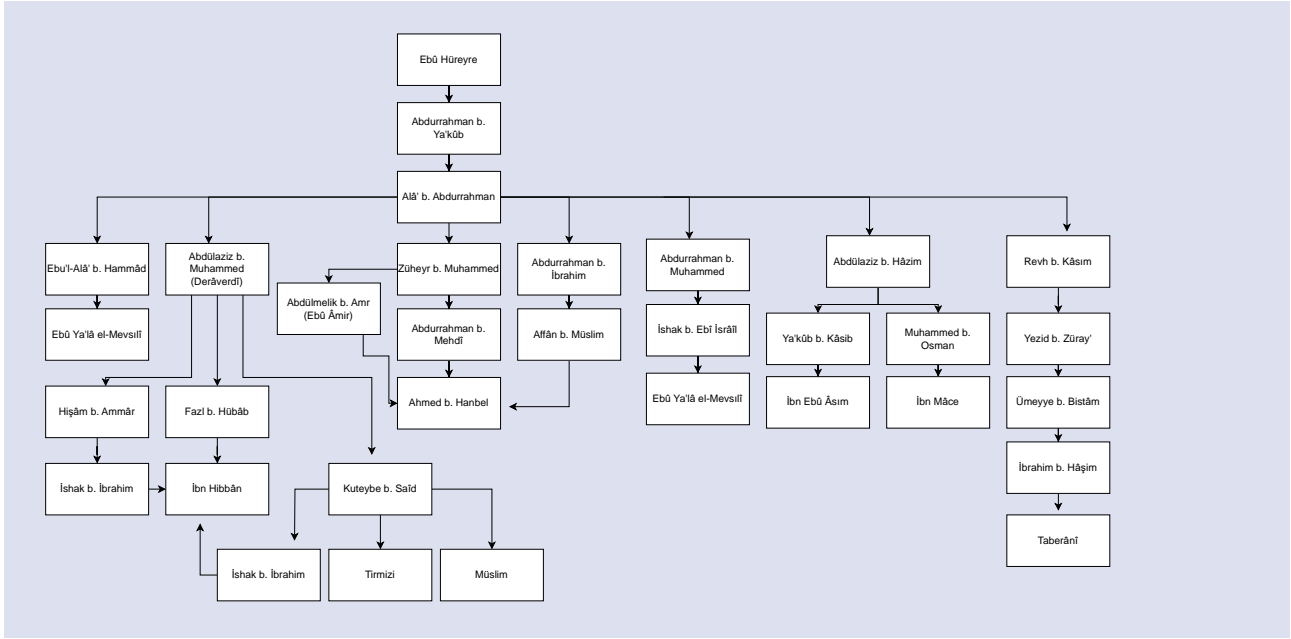 Ebû Hüreyre
Abdurrahman b.
Ya'kûb
Alâ' b. Abdurrahman
Ebu'l-Alâ' b. Hammâd
Abdülaziz b.
Muhammed
(Derâverdî)
Züheyr b. Muhammed
Abdurrahman b.
İbrahim
Abdurrahman b.
Muhammed
Abdülaziz b. Hâzim
Revh b. Kâsım
Abdülmelik b. Amr
(Ebû Âmir)
Ebû Ya'lâ el-Mevsılî
Abdurrahman b.
Mehdî
Affân b. Müslim
İshak b. Ebî İsrâîl
Ya'kûb b. Kâsib
Muhammed b.
Osman
Yezid b. Züray'
Hişâm b. Ammâr
Fazl b. Hübâb
Ahmed b. Hanbel
Ebû Ya'lâ el-Mevsılî
İbn Ebû Âsım
İbn Mâce
Ümeyye b. Bistâm
İshak b. İbrahim
İbn Hibbân
Kuteybe b. Saîd
İbrahim b. Hâşim
Taberânî
İshak b. İbrahim
Tirmizi
Müslim